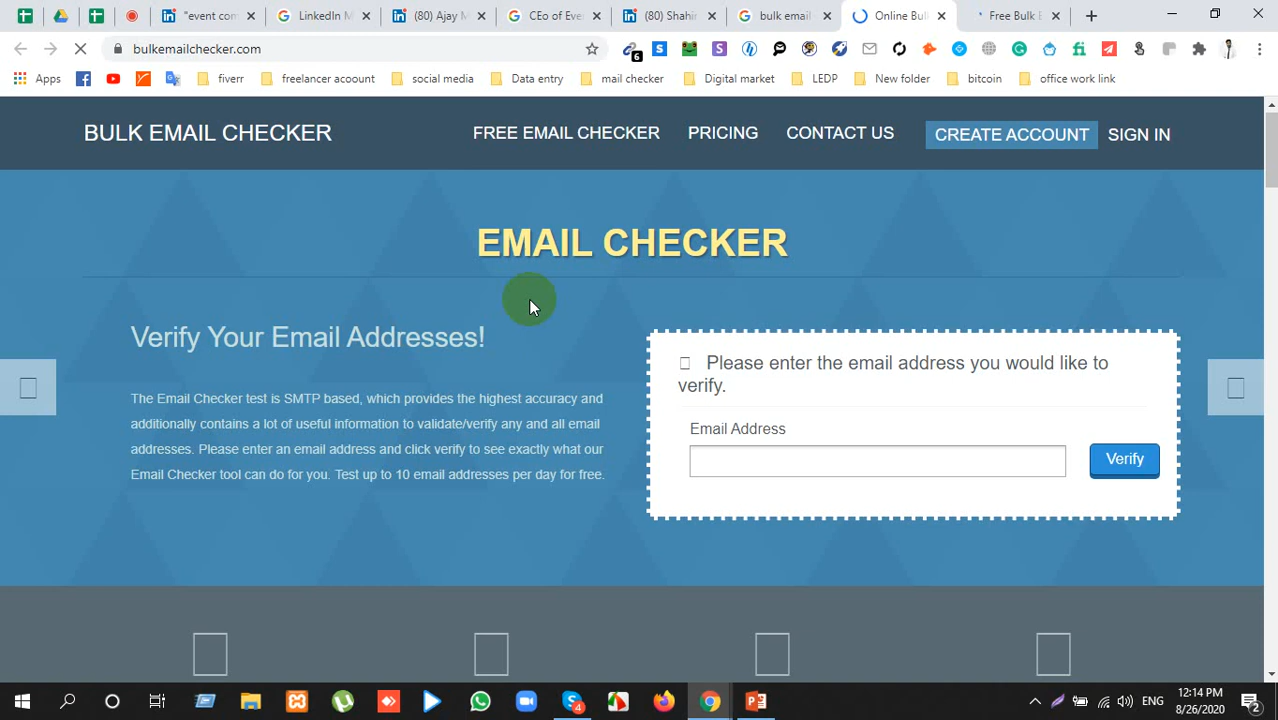 "event com
LinkedIn M
(80) Ajay M
CEo of Eve
(80) Shahi
bulk email
Online Bul
Free Bulk E
bulkemailchecker.com
6
Apps
fiverr
freelancer acoount
social media
Data entry
mail checker
Digital market
LEDP
New folder
bitcoin
office work link
BULK EMAIL CHECKER
FREE EMAIL CHECKER
PRICING
CONTACT US
CREATE ACCOUNT
SIGN IN
EMAIL CHECKER
Verify Your Email Addresses!
The Email Checker test is SMTP based, which provides the highest accuracy and
additionally contains a lot of useful information to validate/verify any and all email
addresses. Please enter an email address and click verify to see exactly what our
Email Checker tool can do for you. Test up to 10 email addresses per day for free.
Please enter the email address you would like to
verify.
Email Address
Verify
4
ENG
12:14 PM
8/26/2020
2